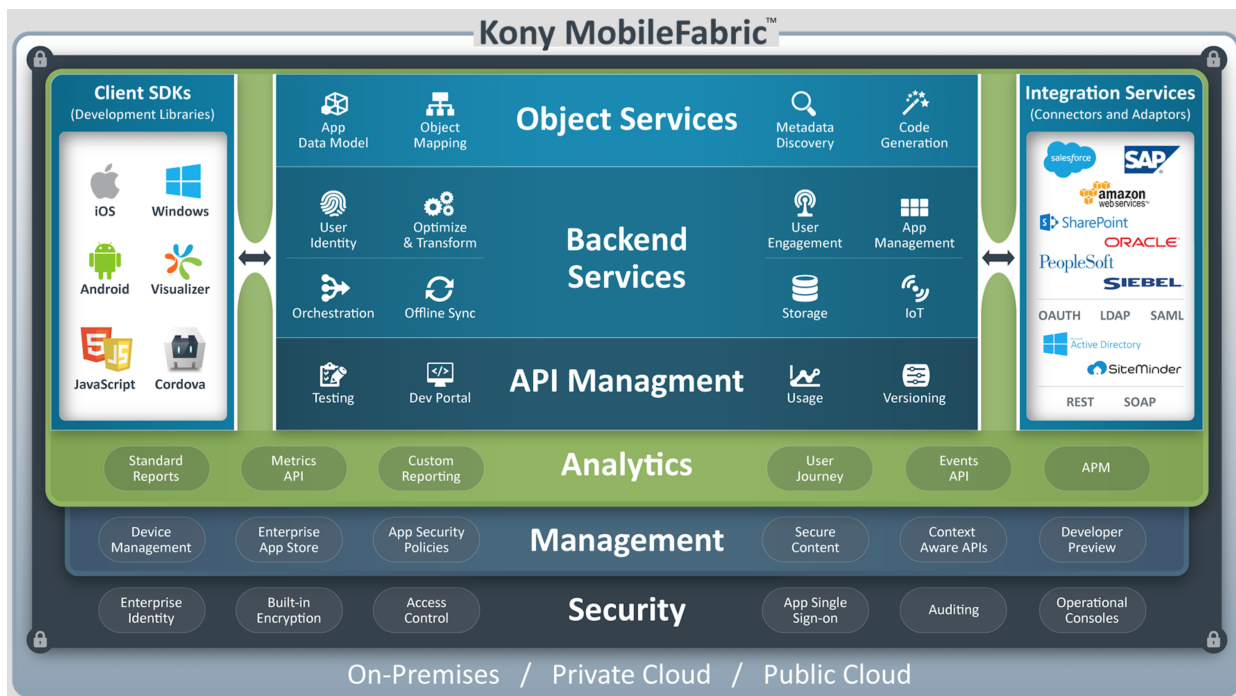 Kony MobileFabric™
Client SDKs
(Development Libraries)
iOS
Windows
Android
Visualizer
JavaScript
Cordova
5
JS
App
Data Model
Object
Mapping
Object Services
Metadata
Discovery
Code
Generation
User
Identity
Optimize
& Transform
Backend
Services
User
Engagement
App
Management
Orchestration
Offline Sync
Storage
IoT
Testing
Dev Portal
API Managment
Usage
Versioning
Integration Services
(Connectors and Adaptors)
salesforce
SAP
amazon
web services™
SharePoint
ORACLE
PeopleSoft
SIEBEL
OAUTH LDAP SAML
Active Directory
SiteMinder
REST SOAP
Standard
Reports
Metrics
API
Custom
Reporting
Analytics
User
Journey
Events
API
APM
Device
Management
Enterprise
App Store
App Security
Policies
Management
Secure
Content
Context
Aware APIs
Developer
Preview
Enterprise
Identity
Built-in
Encryption
Access
Control
Security
App Single
Sign-on
Auditing
Operational
Consoles
On-Premises / Private Cloud / Public Cloud